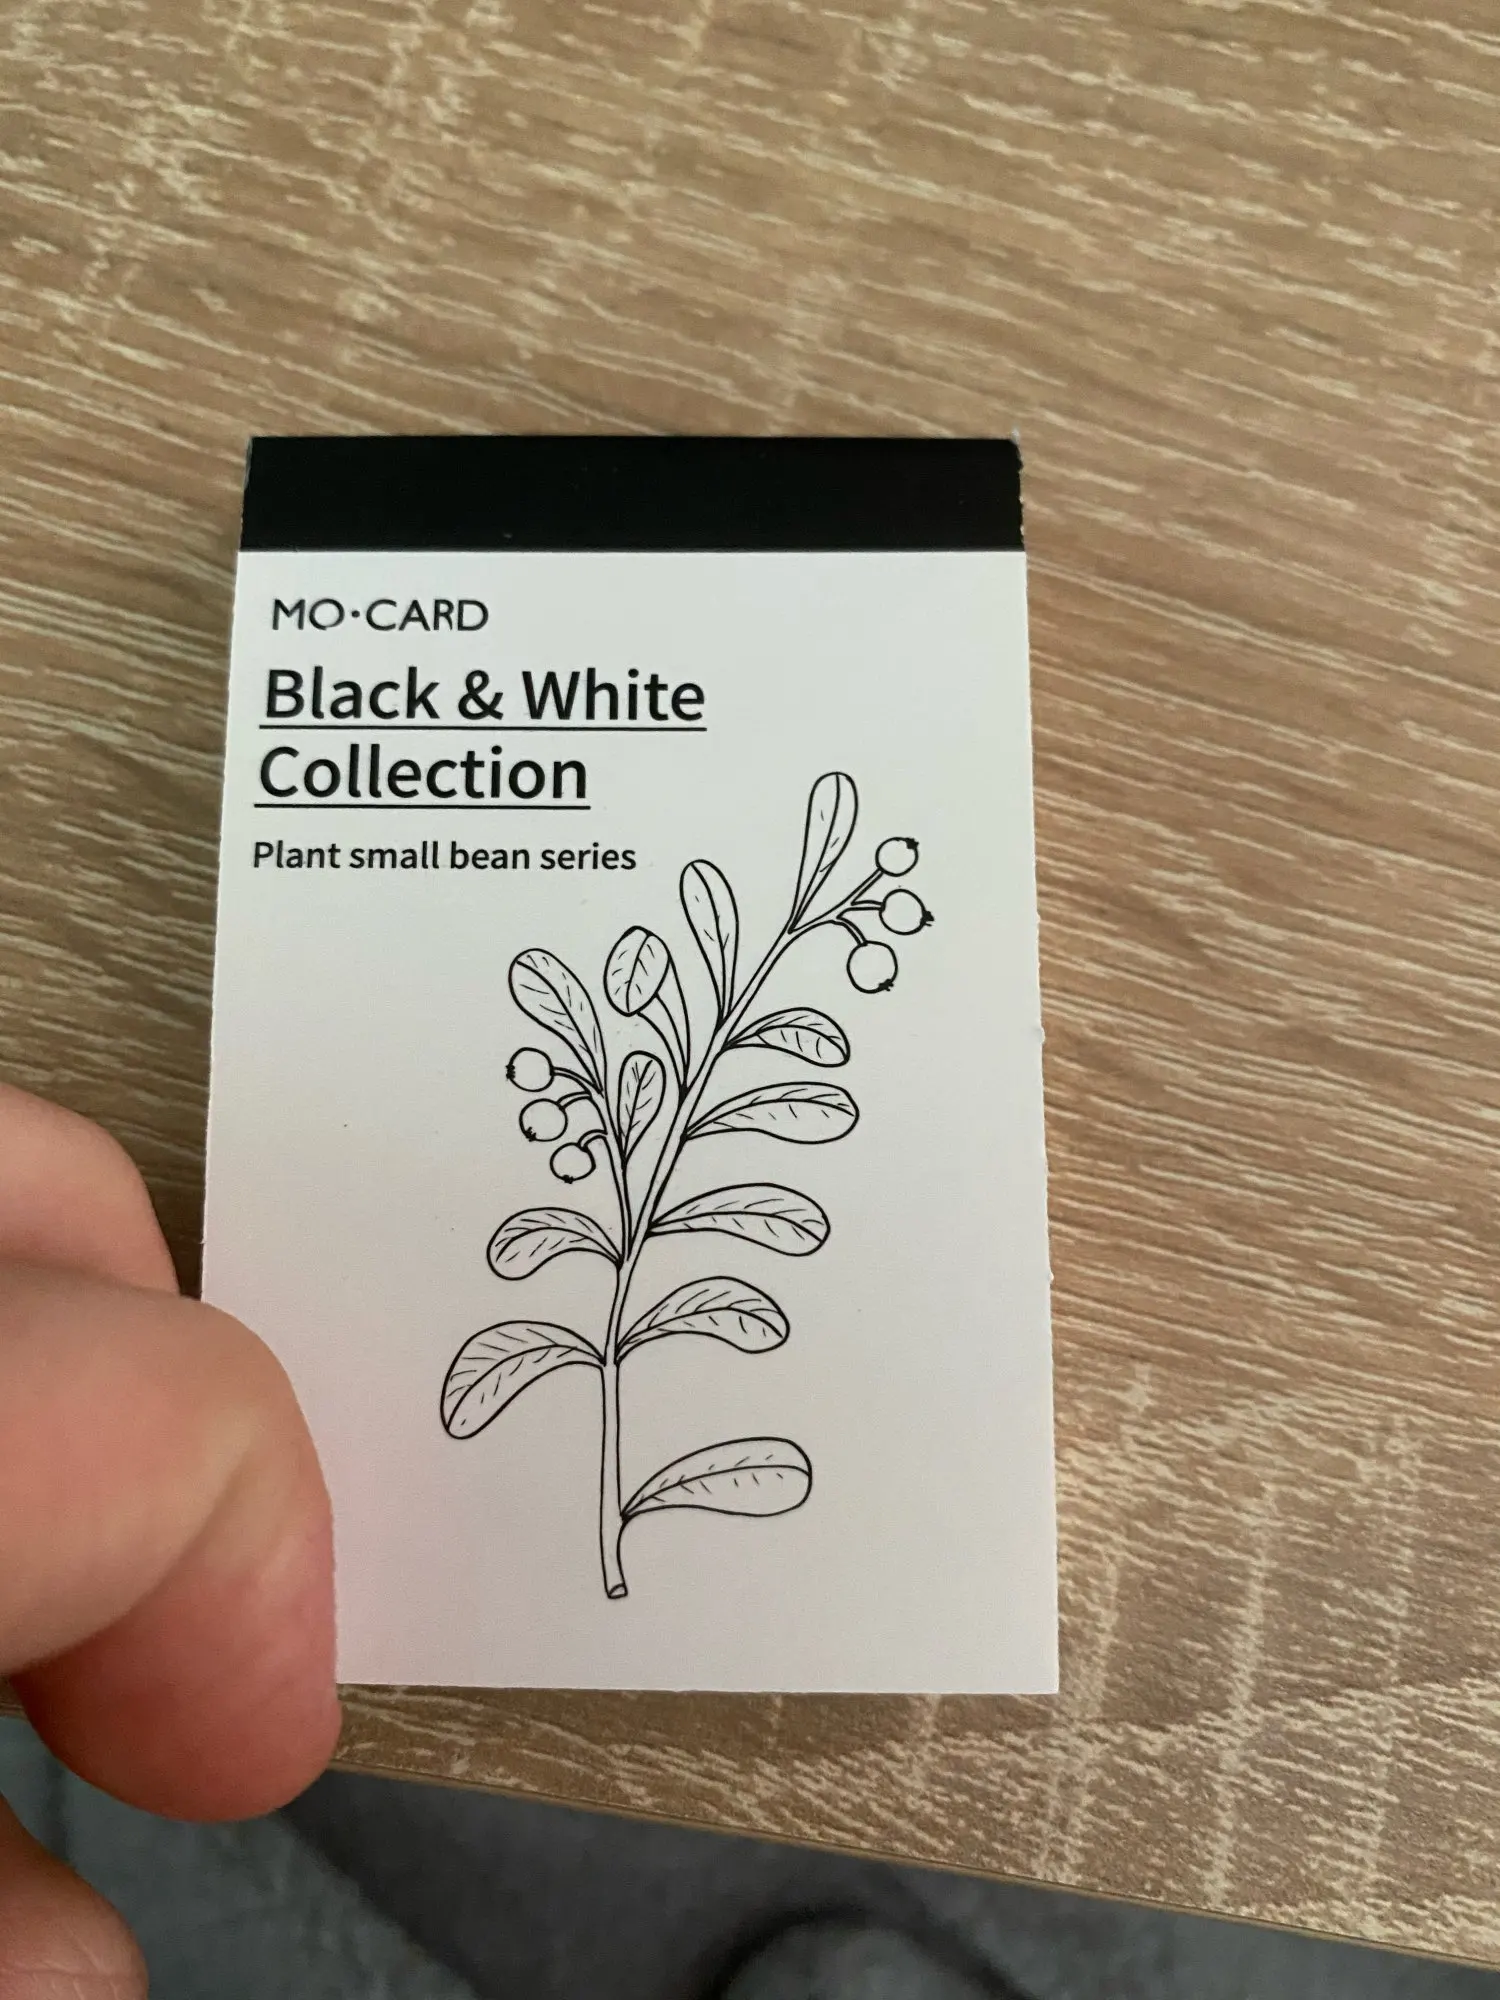 MO·CARD
Black & White
Collection
Plant small bean series